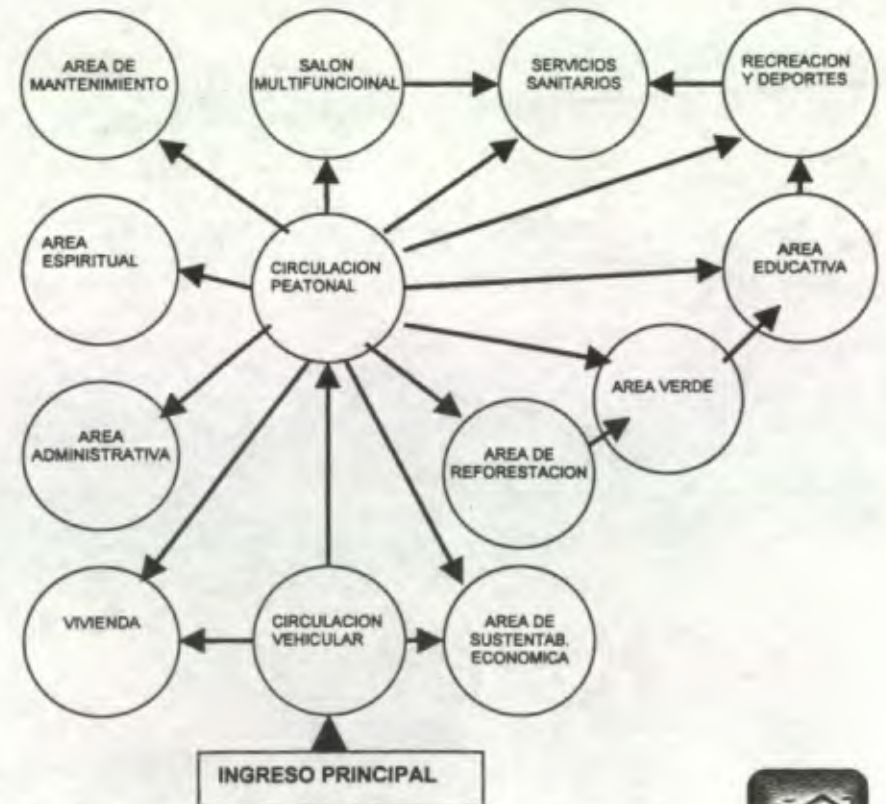 AREA DE
MANTENIMIENTO
SALON
MULTIFUNCIOINAL
SERVICIOS
SANITARIOS
RECREACION
Y DEPORTES
AREA
ESPIRITUAL
CIRCULACION
PEATONAL
AREA
EDUCATIVA
AREA VERDE
AREA
ADMINISTRATIVA
AREA DE
REFORESTACION
VIVIENDA
CIRCULACION
VEHICULAR
AREA DE
SUSTENTAB.
ECONOMICA
INGRESO PRINCIPAL